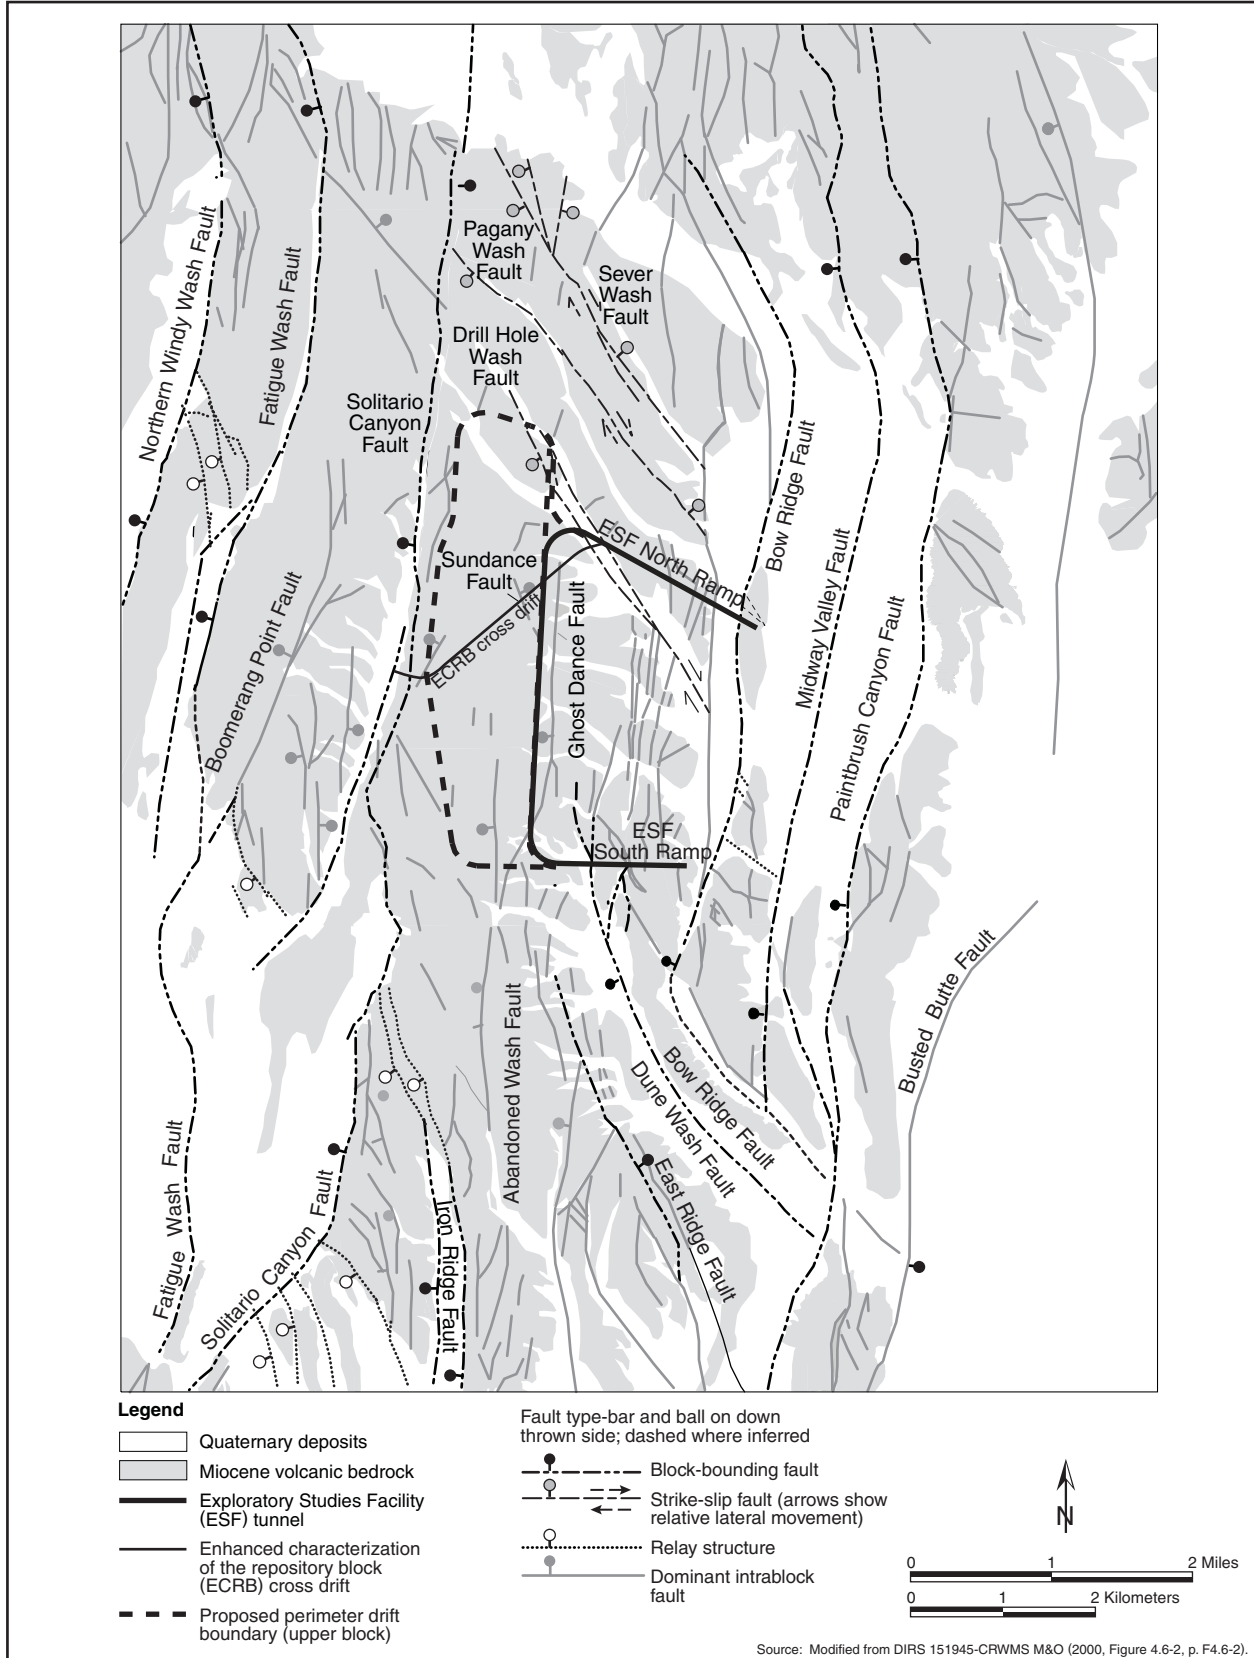 Pagany
Wash
Fault
Sever
Wash
Fault
Northern Windy Wash Fault
Fatigue Wash Fault
Drill Hole
Wash
Fault
Solitario
Canyon
Fault
Bow Ridge Fault
ESF North Ramp
Sundance
Fault
ECRB cross drift
Ghost Dance Fault
Midway Valley Fault
Boomerang Point Fault
Paintbrush Canyon Fault
ESF
South Ramp
Busted Butte Fault
Abandoned Wash Fault
Bow Ridge Fault
Dune Wash Fault
East Ridge Fault
Fatigue Wash Fault
Solitario Canyon Fault
Iron Ridge Fault
Legend
Quaternary deposits
Miocene volcanic bedrock
Exploratory Studies Facility
(ESF) tunnel
Enhanced characterization
of the repository block
(ECRB) cross drift
Proposed perimeter drift
boundary (upper block)
Fault type-bar and ball on down
thrown side; dashed where inferred
Block-bounding fault
Strike-slip fault (arrows show
relative lateral movement)
Relay structure
Dominant intrablock
fault
N
0 1 2 Miles
0 1 2 Kilometers
Source: Modified from DIRS 151945-CRWMS M&O (2000, Figure 4.6-2, p. F4.6-2).